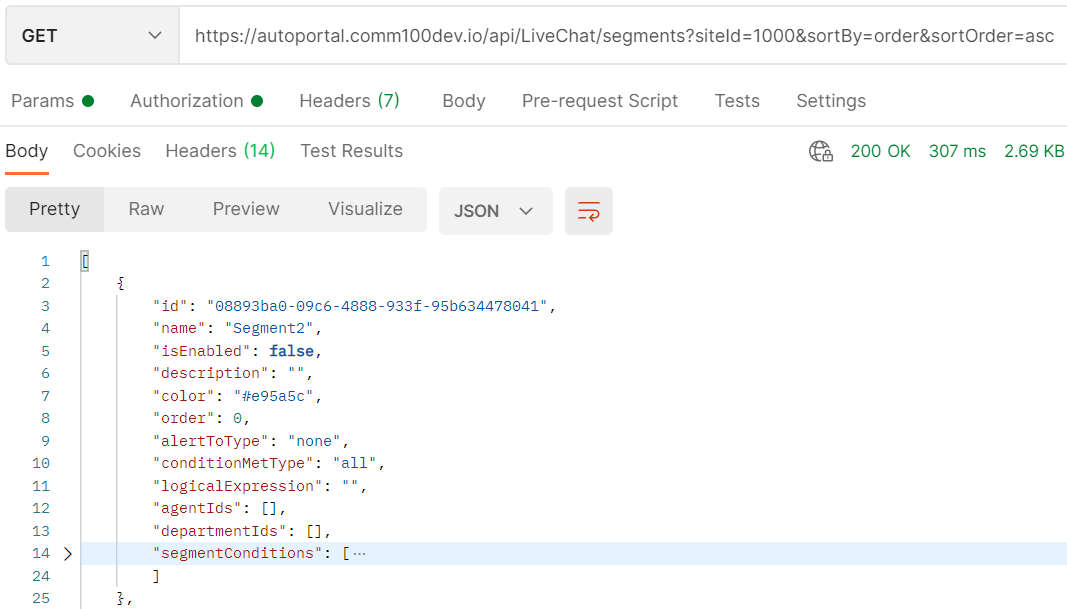 GET https://autoportal.comm100dev.io/api/LiveChat/segments?siteId=1000&sortBy=order&sortOrder=asc
Params Authorization Headers (7) Body Pre-request Script Tests Settings
Body Cookies Headers (14) Test Results 200 OK 307 ms 2.69 KB
Pretty Raw Preview Visualize JSON
1 [
2 {
3 "id": "08893ba0-09c6-4888-933f-95b634478041",
4 "name": "Segment2",
5 "isEnabled": false,
6 "description": "",
7 "color": "#e95a5c",
8 "order": 0,
9 "alertToType": "none",
10 "conditionMetType": "all",
11 "logicalExpression": "",
12 "agentIds": [],
13 "departmentIds": [],
14 "segmentConditions": [···
24 ]
25 },